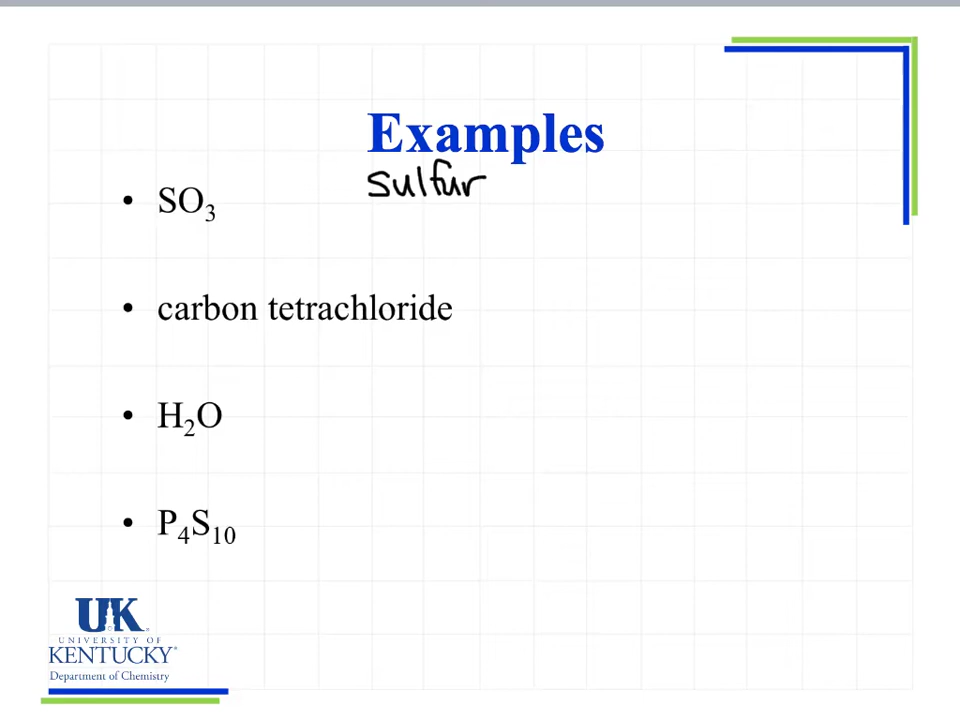 Examples
sulfur
• SO₃
• carbon tetrachloride
• H₂O
• P₄S₁₀
UK
UNIVERSITY OF
KENTUCKY
Department of Chemistry